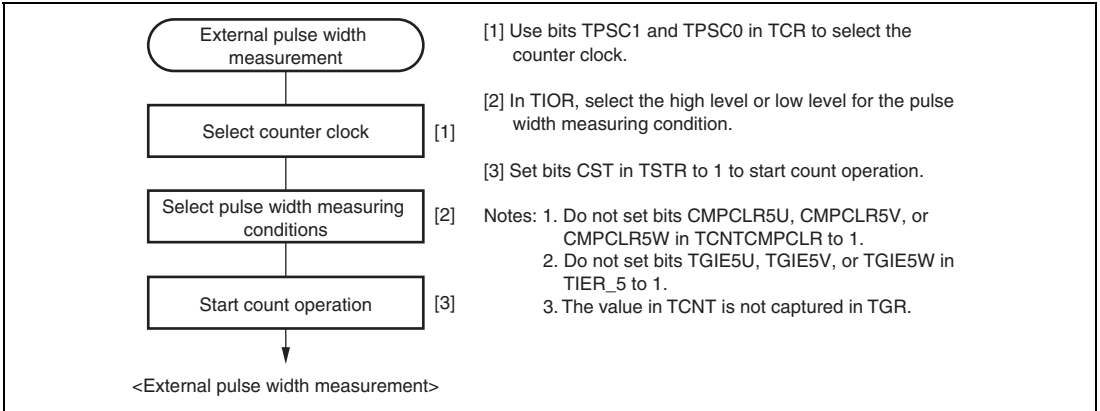 External pulse width
measurement
Select counter clock
[1]
Select pulse width measuring
conditions
[2]
Start count operation
[3]
<External pulse width measurement>
[1] Use bits TPSC1 and TPSC0 in TCR to select the
counter clock.
[2] In TIOR, select the high level or low level for the pulse
width measuring condition.
[3] Set bits CST in TSTR to 1 to start count operation.
Notes: 1. Do not set bits CMPCLR5U, CMPCLR5V, or
CMPCLR5W in TCNTCMPCLR to 1.
2. Do not set bits TGIE5U, TGIE5V, or TGIE5W in
TIER_5 to 1.
3. The value in TCNT is not captured in TGR.